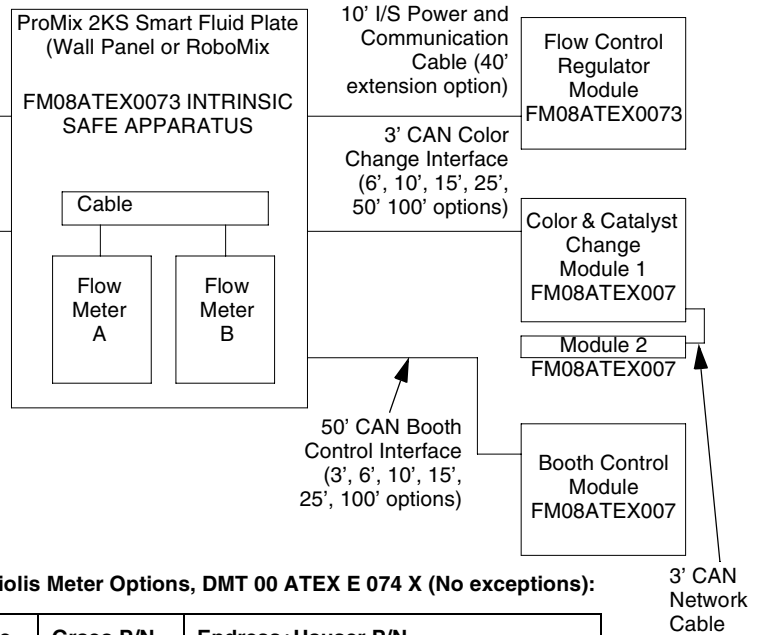 ProMix 2KS Smart Fluid Plate
(Wall Panel or RoboMix
FM08ATEX0073 INTRINSIC
SAFE APPARATUS
Cable
Flow
Meter
A
Flow
Meter
B
10' I/S Power and
Communication
Cable (40'
extension option)
3' CAN Color
Change Interface
(6', 10', 15', 25',
50' 100' options)
Flow Control
Regulator
Module
FM08ATEX0073
Color & Catalyst
Change
Module 1
FM08ATEX007
Module 2
FM08ATEX007
50' CAN Booth
Control Interface
(3', 6', 10', 15',
25', 100' options)
Booth Control
Module
FM08ATEX007
3' CAN
Network
Cable
iolis Meter Options, DMT 00 ATEX E 074 X (No exceptions):
Graco P/N
Endress+Hauser P/N